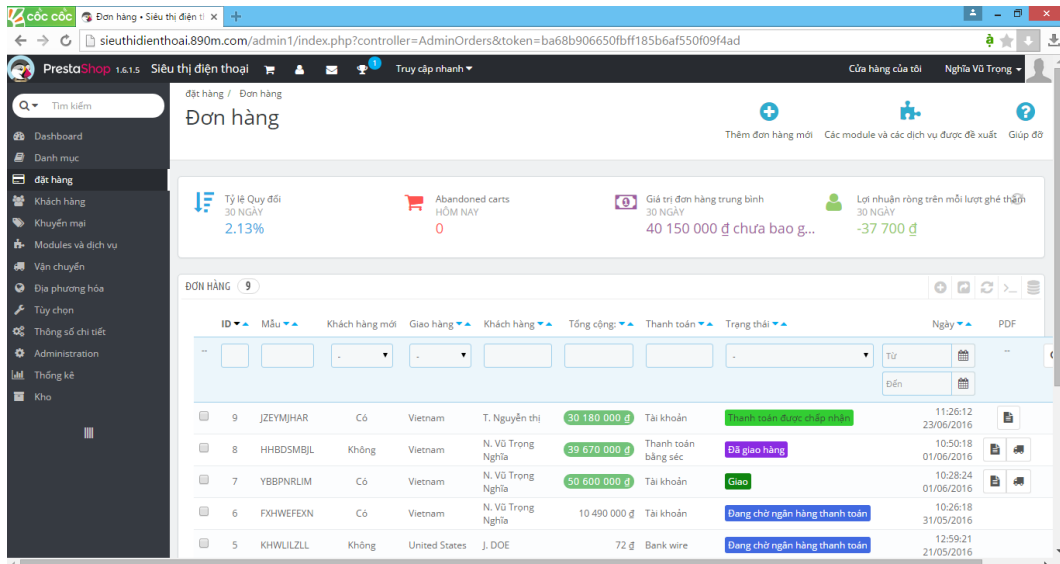 cốc cốc
Đơn hàng • Siêu thị điện t
sieuthidienthoai.890m.com/admin1/index.php?controller=AdminOrders&token=ba68b906650fbff185b6af550f09f4ad
PrestaShop 1.6.1.5 Siêu thị điện thoại 1 Truy cập nhanh Cửa hàng của tôi Nghĩa Vũ Trọng
Tìm kiếm
Dashboard
Danh mục
đặt hàng
Khách hàng
Khuyến mại
Modules và dịch vụ
Vận chuyển
Địa phương hóa
Tùy chọn
Thông số chi tiết
Administration
Thống kê
Kho
đặt hàng / Đơn hàng
Đơn hàng
Thêm đơn hàng mới Các module và các dịch vụ được đề xuất Giúp đỡ
Tỷ lệ Quy đổi
30 NGÀY
2.13%
Abandoned carts
HÔM NAY
0
Giá trị đơn hàng trung bình
30 NGÀY
40 150 000 ₫ chưa bao g...
Lợi nhuận ròng trên mỗi lượt ghé thăm
30 NGÀY
-37 700 ₫
ĐƠN HÀNG 9
ID Mẫu Khách hàng mới Giao hàng Khách hàng Tổng cộng: Thanh toán Trạng thái Ngày PDF
-- - - - Từ --
Đến
9 JZEYMJHAR Có Vietnam T. Nguyễn thị 30 180 000 ₫ Tài khoản Thanh toán được chấp nhận 11:26:12 23/06/2016
8 HHBDSMBJL Không Vietnam N. Vũ Trọng Nghĩa 39 670 000 ₫ Thanh toán bằng séc Đã giao hàng 10:50:18 01/06/2016
7 YBBPNRLIM Có Vietnam N. Vũ Trọng Nghĩa 50 600 000 ₫ Tài khoản Giao 10:28:24 01/06/2016
6 FXHWEFEXN Có Vietnam N. Vũ Trọng Nghĩa 10 490 000 ₫ Tài khoản Đang chờ ngân hàng thanh toán 10:26:18 31/05/2016
5 KHWLILZLL Không United States J. DOE 72 ₫ Bank wire Đang chờ ngân hàng thanh toán 12:59:21 21/05/2016